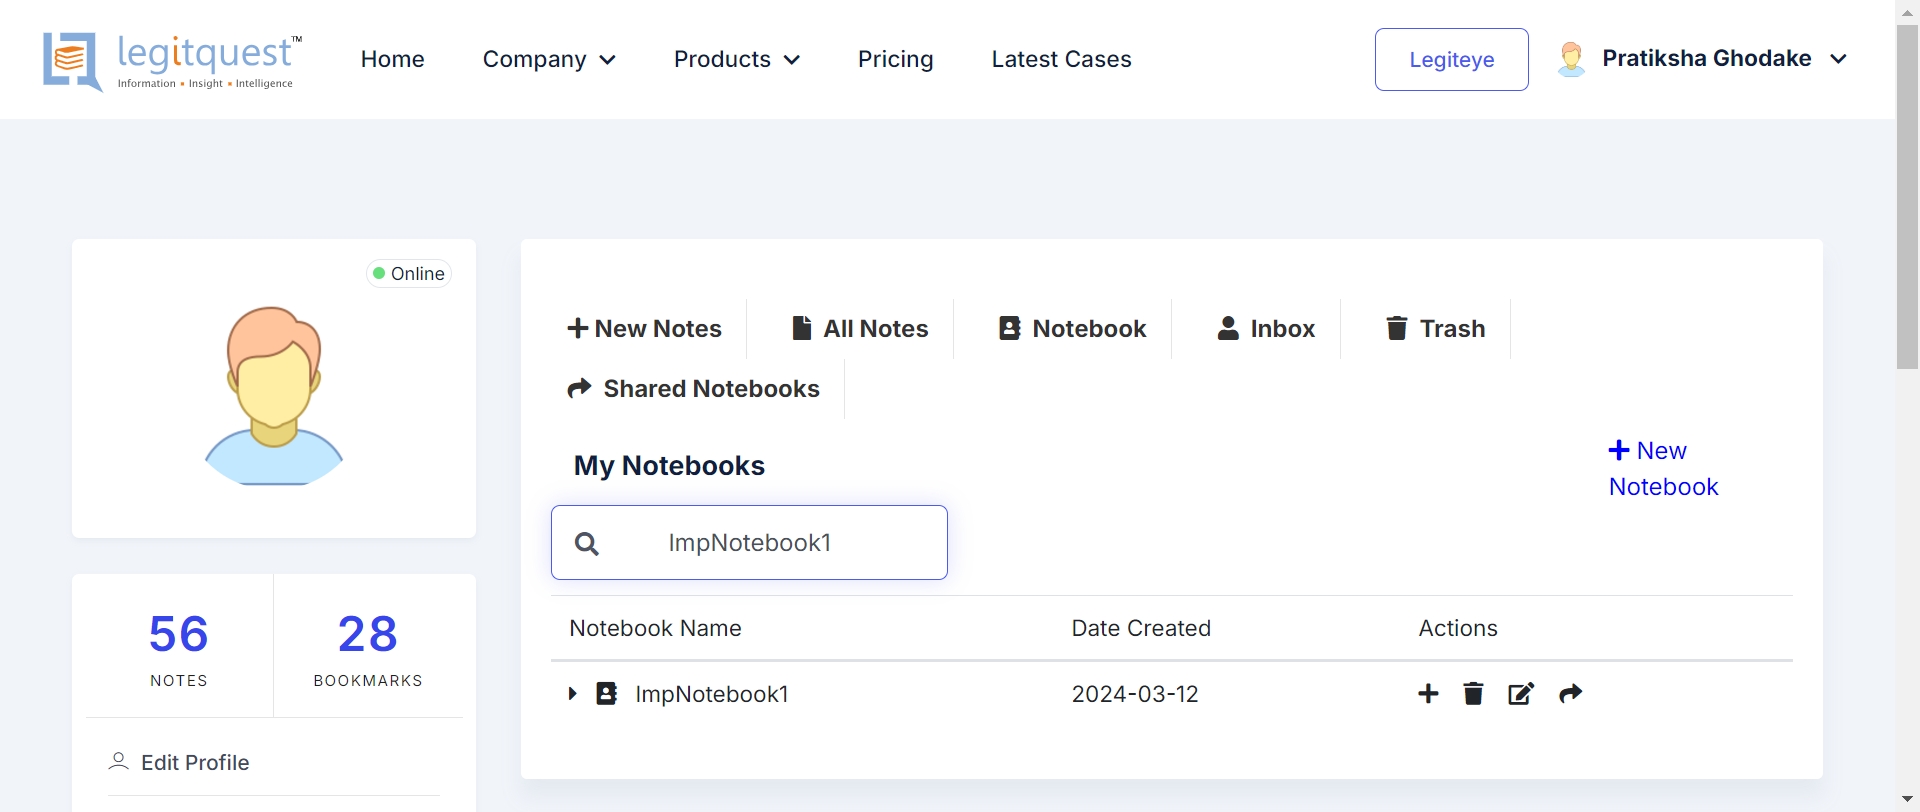 legitquest™
Information • Insight • Intelligence
Home
Company
Products
Pricing
Latest Cases
Legiteye
Pratiksha Ghodake
Online
56
NOTES
28
BOOKMARKS
Edit Profile
New Notes
All Notes
Notebook
Inbox
Trash
Shared Notebooks
My Notebooks
New
Notebook
ImpNotebook1
Notebook Name
Date Created
Actions
ImpNotebook1
2024-03-12